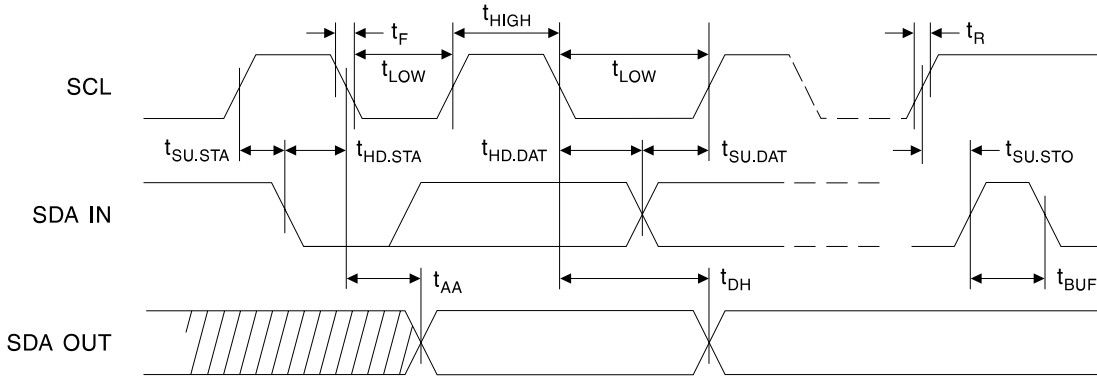 tHIGH
tF
tR
tLOW
tLOW
SCL
tSU.STA
tHD.STA
tHD.DAT
tSU.DAT
tSU.STO
SDA IN
tAA
tDH
tBUF
SDA OUT